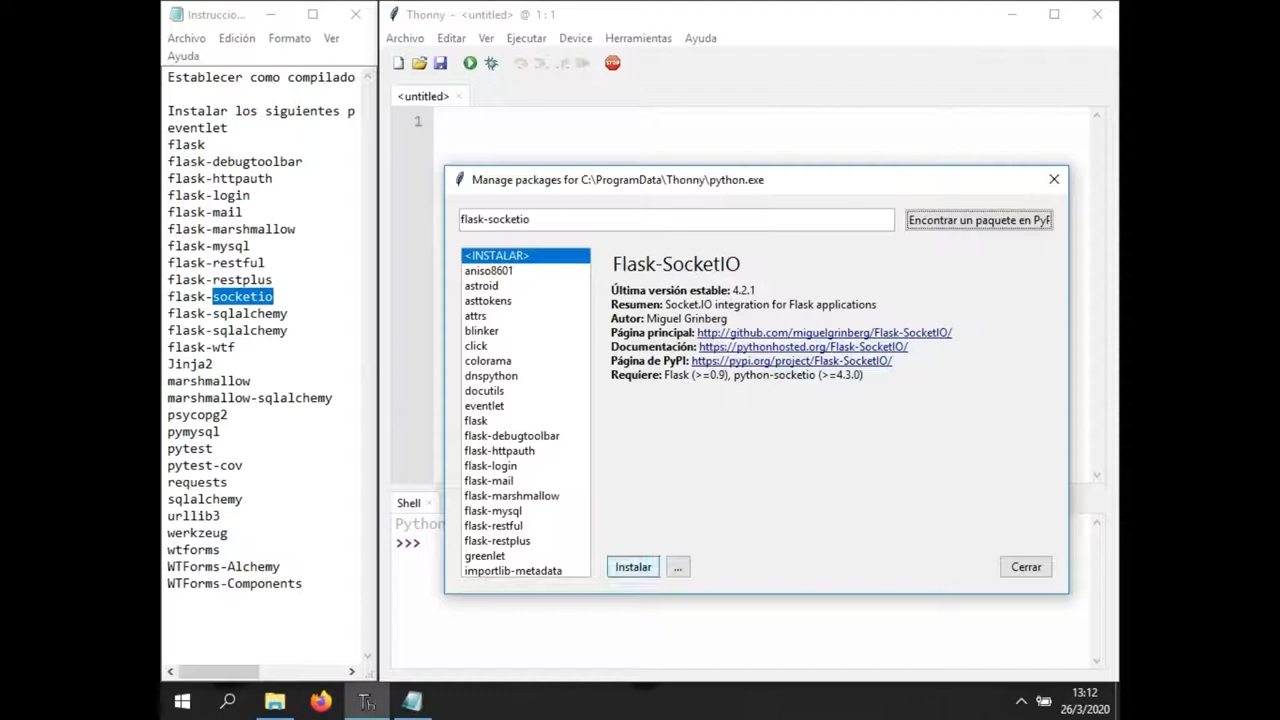 Instruccio...
Archivo Edición Formato Ver
Ayuda
Establecer como compilado
Instalar los siguientes p
eventlet
flask
flask-debugtoolbar
flask-httpauth
flask-login
flask-mail
flask-marshmallow
flask-mysql
flask-restful
flask-restplus
flask-socketio
flask-sqlalchemy
flask-sqlalchemy
flask-wtf
Jinja2
marshmallow
marshmallow-sqlalchemy
psycopg2
pymysql
pytest
pytest-cov
requests
sqlalchemy
urllib3
werkzeug
wtforms
WTForms-Alchemy
WTForms-Components
Thonny - <untitled> @ 1 : 1
Archivo Editar Ver Ejecutar Device Herramientas Ayuda
STOP
<untitled>
1
Manage packages for C:\ProgramData\Thonny\python.exe
flask-socketio
Encontrar un paquete en PyP
<INSTALAR>
aniso8601
astroid
asttokens
attrs
blinker
click
colorama
dnspython
docutils
eventlet
flask
flask-debugtoolbar
flask-httpauth
flask-login
flask-mail
flask-marshmallow
flask-mysql
flask-restful
flask-restplus
greenlet
importlib-metadata
Flask-SocketIO
Última versión estable: 4.2.1
Resumen: Socket.IO integration for Flask applications
Autor: Miguel Grinberg
Página principal: http://github.com/miguelgrinberg/Flask-SocketIO/
Documentación: https://pythonhosted.org/Flask-SocketIO/
Página de PyPI: https://pypi.org/project/Flask-SocketIO/
Requiere: Flask (>=0.9), python-socketio (>=4.3.0)
Instalar ... Cerrar
Shell
Python
>>>
Th
13:12
26/3/2020